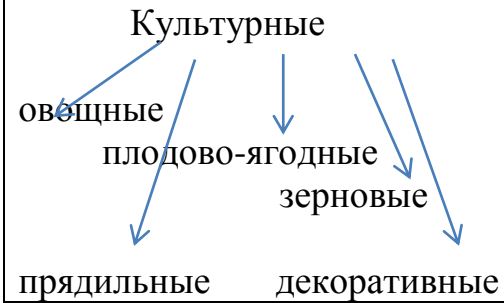 Культурные
овощные
плодово-ягодные
зерновые
прядильные декоративные